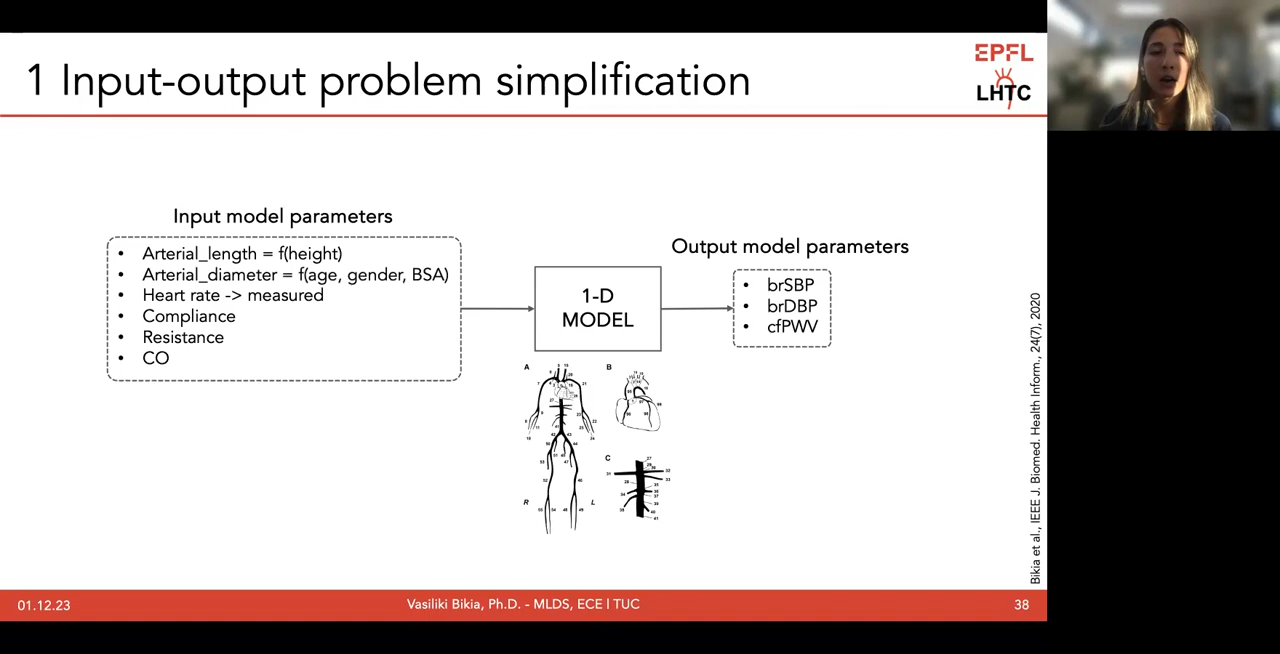 1 Input-output problem simplification
EPFL
LHTC
Input model parameters
• Arterial_length = f(height)
• Arterial_diameter = f(age, gender, BSA)
• Heart rate -> measured
• Compliance
• Resistance
• CO
1-D
MODEL
Output model parameters
• brSBP
• brDBP
• cfPWV
A
B
C
R
L
Bikia et al., IEEE J. Biomed. Health Inform., 24(7), 2020
01.12.23
Vasiliki Bikia, Ph.D. - MLDS, ECE | TUC
38